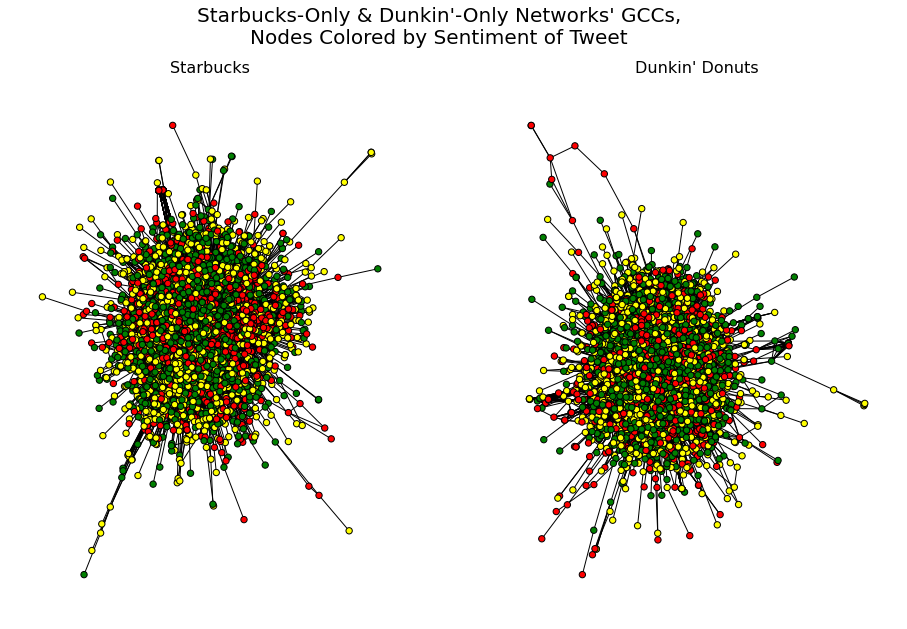 Starbucks-Only & Dunkin'-Only Networks' GCCs,
Nodes Colored by Sentiment of Tweet
Starbucks
Dunkin' Donuts